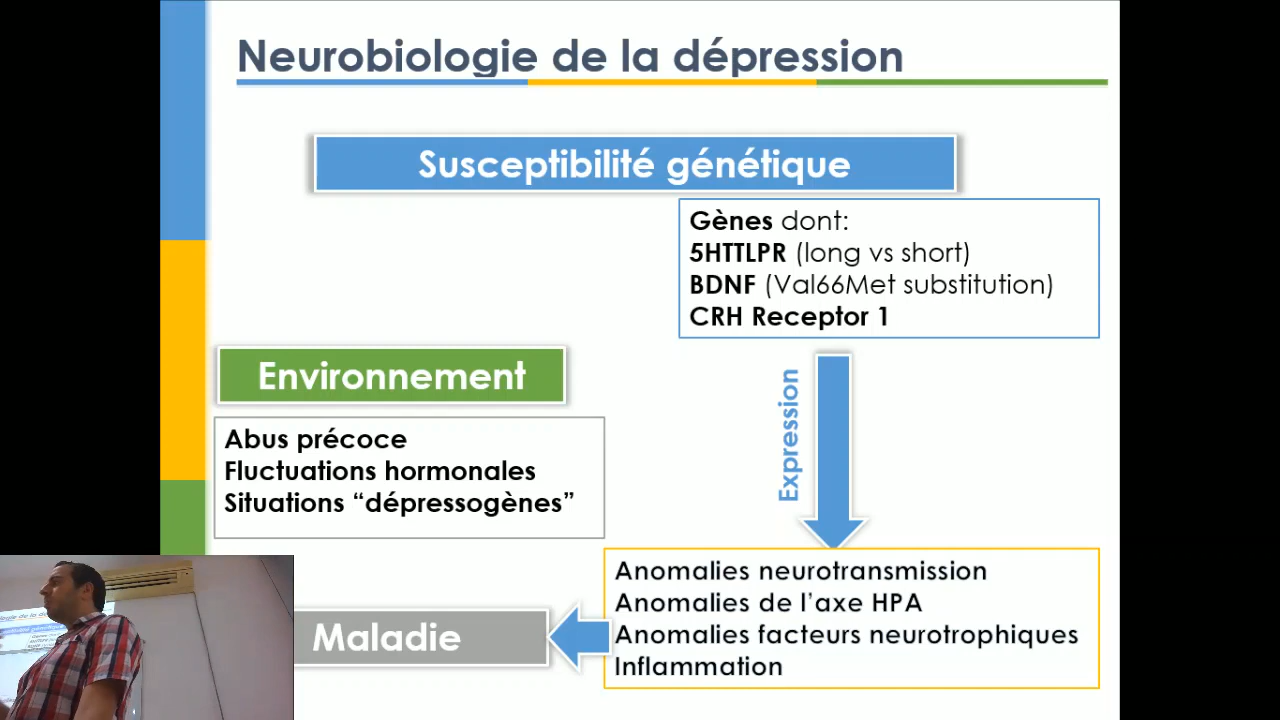 Neurobiologie de la dépression
Susceptibilité génétique
Gènes dont:
5HTTLPR (long vs short)
BDNF (Val66Met substitution)
CRH Receptor 1
Environnement
Abus précoce
Fluctuations hormonales
Situations “dépressogènes”
Expression
Anomalies neurotransmission
Anomalies de l’axe HPA
Anomalies facteurs neurotrophiques
Inflammation
Maladie